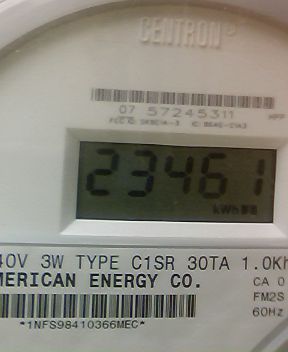 CENTRON®
07 57245311
23461
kWh
40V 3W TYPE C1SR 30TA 1.0Kh
MERICAN ENERGY CO.
CA 0
FM2S
60Hz
*1NFS98410366MEC*